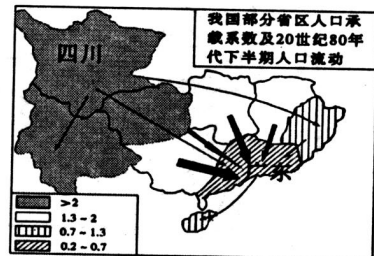 我国部分省区人口承
载系数及20世纪80年
代下半期人口流动
四川
东
>2
1.3－2
0.7－1.3
0.2－0.7